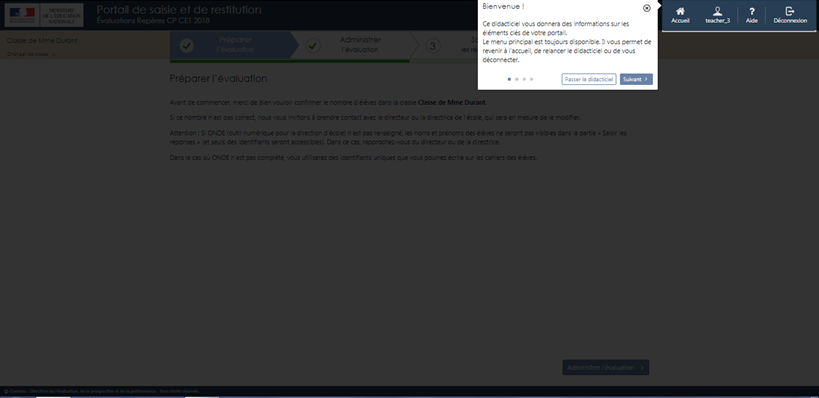 MINISTÈRE
DE L'ÉDUCATION
NATIONALE
Portail de saisie et de restitution
Évaluations Repères CP CE1 2018
Bienvenue !
Ce didacticiel vous donnera des informations sur les
éléments clés de votre portail.
Le menu principal est toujours disponible. Il vous permet de
revenir à l'accueil, de relancer le didacticiel ou de vous
déconnecter.
Passer le didacticiel
Suivant
Accueil
teacher_3
Aide
Déconnexion
Classe de Mme Durant
Changer de classe
Préparer
l'évaluation
Administrer
l'évaluation
3
Préparer l'évaluation
Avant de commencer, merci de bien vouloir confirmer le nombre d'élèves dans la classe Classe de Mme Durant.
Si ce nombre n'est pas correct, nous vous invitons à prendre contact avec le directeur ou la directrice de l'école, qui sera en mesure de le modifier.
Attention : Si ONDE (outil numérique pour la direction d'école) n'est pas renseigné, les noms et prénoms des élèves ne seront pas visibles dans la partie « Saisir les
réponses » (et seuls des identifiants seront accessibles). Dans ce cas, rapprochez-vous du directeur ou de la directrice.
Dans le cas où ONDE n'est pas complété, vous utiliserez des identifiants uniques que vous pourrez écrire sur les cahiers des élèves.
Administrer l'évaluation